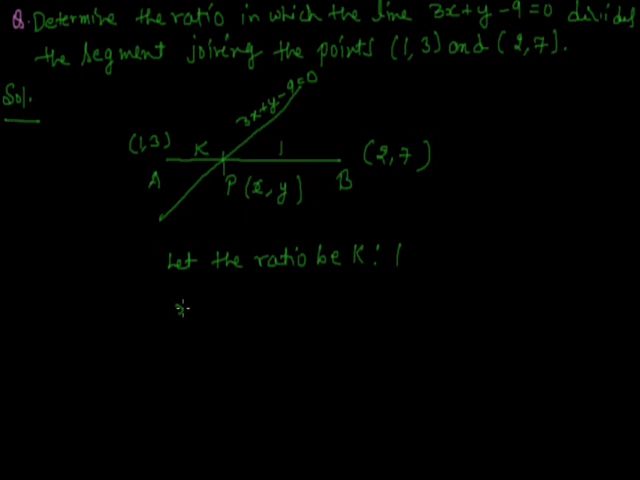 Q. Determine the ratio in which the line 3x+y-9=0 devides
the segment joining the points (1,3) and (2,7).
Sol.
3x+y-9=0
(1,3) K 1 (2,7)
A P(x,y) B
Let the ratio be K:1